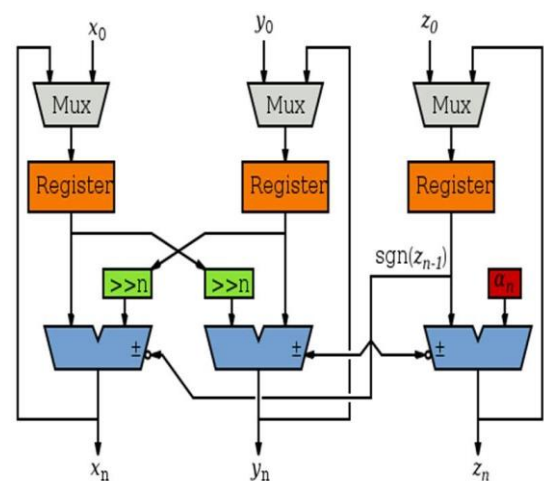 x₀ y₀ z₀
Mux Mux Mux
Register Register Register
sgn(zₙ₋₁)
>>n >>n αₙ
± ± ±
xₙ yₙ zₙ